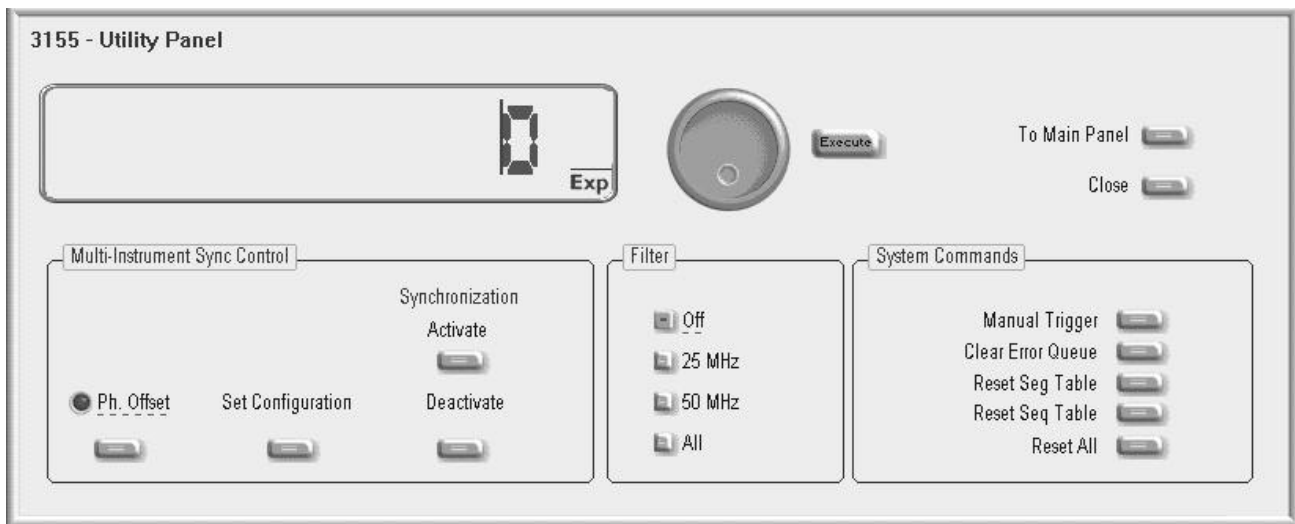 3155 - Utility Panel
0
Exp
Execute
To Main Panel
Close
Multi-Instrument Sync Control
Synchronization
Activate
Ph. Offset
Set Configuration
Deactivate
Filter
Off
25 MHz
50 MHz
All
System Commands
Manual Trigger
Clear Error Queue
Reset Seg Table
Reset Seq Table
Reset All